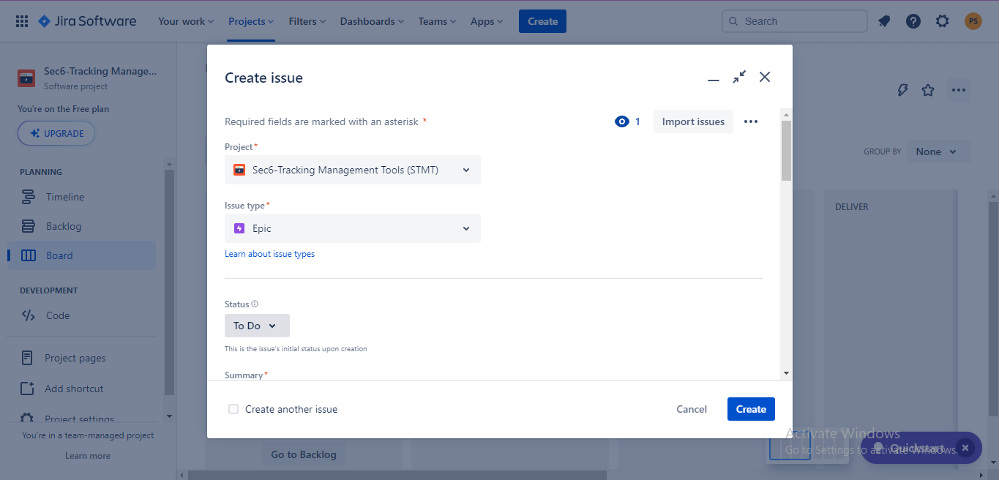 Jira Software Your work Projects Filters Dashboards Teams Apps Create Search PS
Sec6-Tracking Manage...
Software project
You're on the Free plan
UPGRADE
PLANNING
Timeline
Backlog
Board
DEVELOPMENT
Code
Project pages
Add shortcut
Project settings
You're in a team-managed project
Learn more
Create issue
Required fields are marked with an asterisk * 1 Import issues
Project*
Sec6-Tracking Management Tools (STMT)
Issue type*
Epic
Learn about issue types
Status
To Do
This is the issue's initial status upon creation
Summary*
Create another issue Cancel Create
GROUP BY None
DELIVER
Go to Backlog
Activate Windows
Go to Settings to activate Windows.
Quickstart